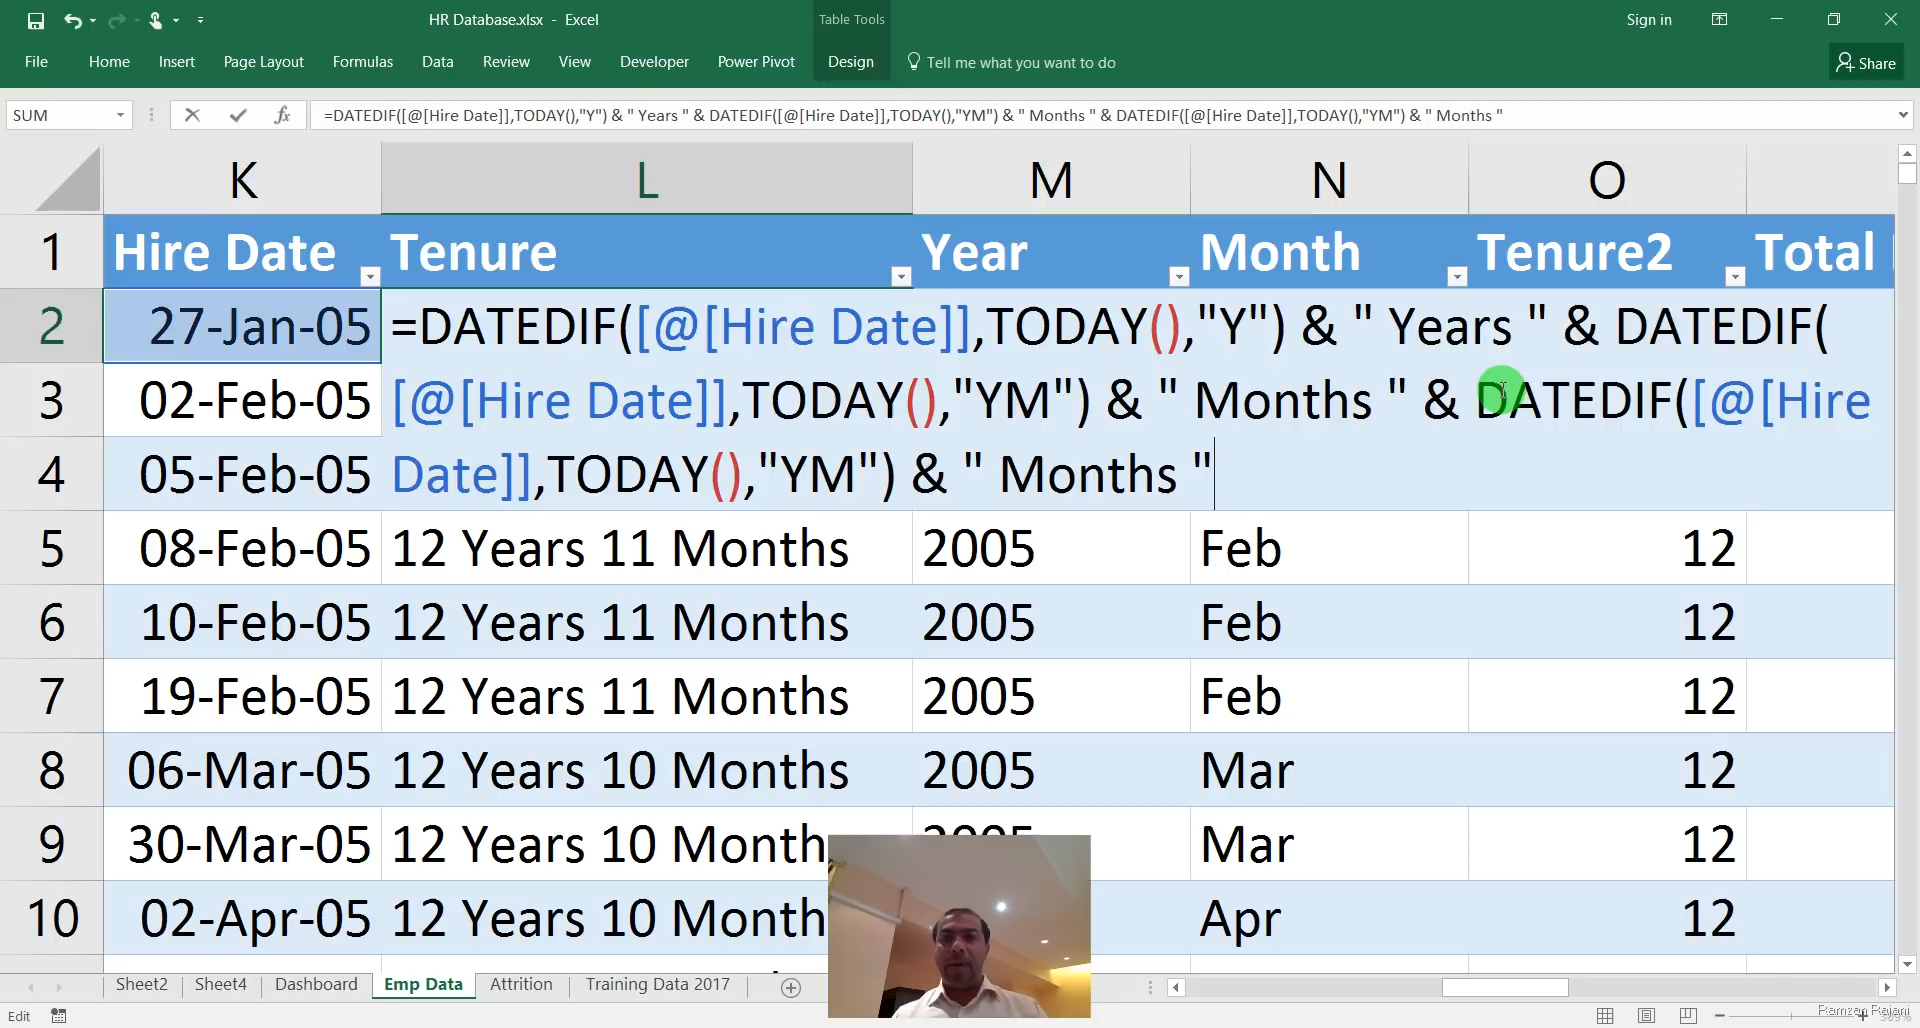 HR Database.xlsx - Excel
Table Tools
Sign in
File Home Insert Page Layout Formulas Data Review View Developer Power Pivot Design Tell me what you want to do Share
SUM fx =DATEDIF([@[Hire Date]],TODAY(),"Y") & " Years " & DATEDIF([@[Hire Date]],TODAY(),"YM") & " Months " & DATEDIF([@[Hire Date]],TODAY(),"YM") & " Months "
K L M N O
1 Hire Date Tenure Year Month Tenure2 Total
2 27-Jan-05 =DATEDIF([@[Hire Date]],TODAY(),"Y") & " Years " & DATEDIF(
3 02-Feb-05 [@[Hire Date]],TODAY(),"YM") & " Months " & DATEDIF([@[Hire
4 05-Feb-05 Date]],TODAY(),"YM") & " Months "
5 08-Feb-05 12 Years 11 Months 2005 Feb 12
6 10-Feb-05 12 Years 11 Months 2005 Feb 12
7 19-Feb-05 12 Years 11 Months 2005 Feb 12
8 06-Mar-05 12 Years 10 Months 2005 Mar 12
9 30-Mar-05 12 Years 10 Month 2005 Mar 12
10 02-Apr-05 12 Years 10 Month Apr 12
Sheet2 Sheet4 Dashboard Emp Data Attrition Training Data 2017
Edit
Ramzan Rajani